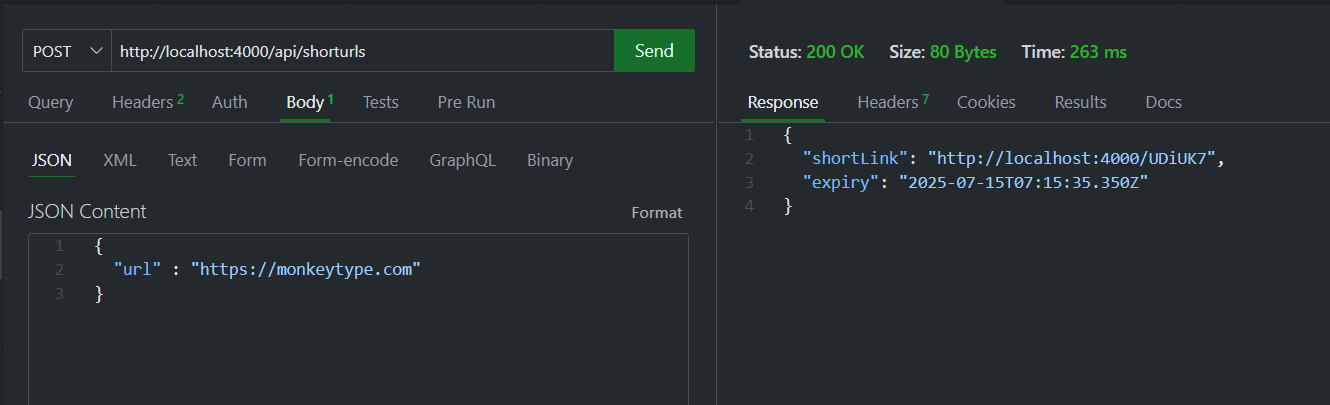 POST http://localhost:4000/api/shorturls Send
Query Headers 2 Auth Body 1 Tests Pre Run
JSON XML Text Form Form-encode GraphQL Binary
JSON Content Format
1 {
2 "url" : "https://monkeytype.com"
3 }
Status: 200 OK Size: 80 Bytes Time: 263 ms
Response Headers 7 Cookies Results Docs
1 {
2 "shortLink": "http://localhost:4000/UDiUK7",
3 "expiry": "2025-07-15T07:15:35.350Z"
4 }